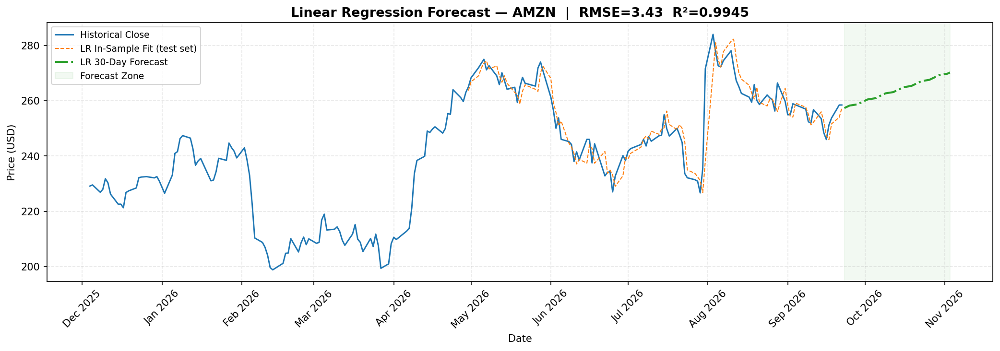 Linear Regression Forecast — AMZN | RMSE=3.43 R²=0.9945
Historical Close
LR In-Sample Fit (test set)
LR 30-Day Forecast
Forecast Zone
Price (USD)
280
260
240
220
200
Dec 2025
Jan 2026
Feb 2026
Mar 2026
Apr 2026
May 2026
Jun 2026
Jul 2026
Aug 2026
Sep 2026
Oct 2026
Nov 2026
Date